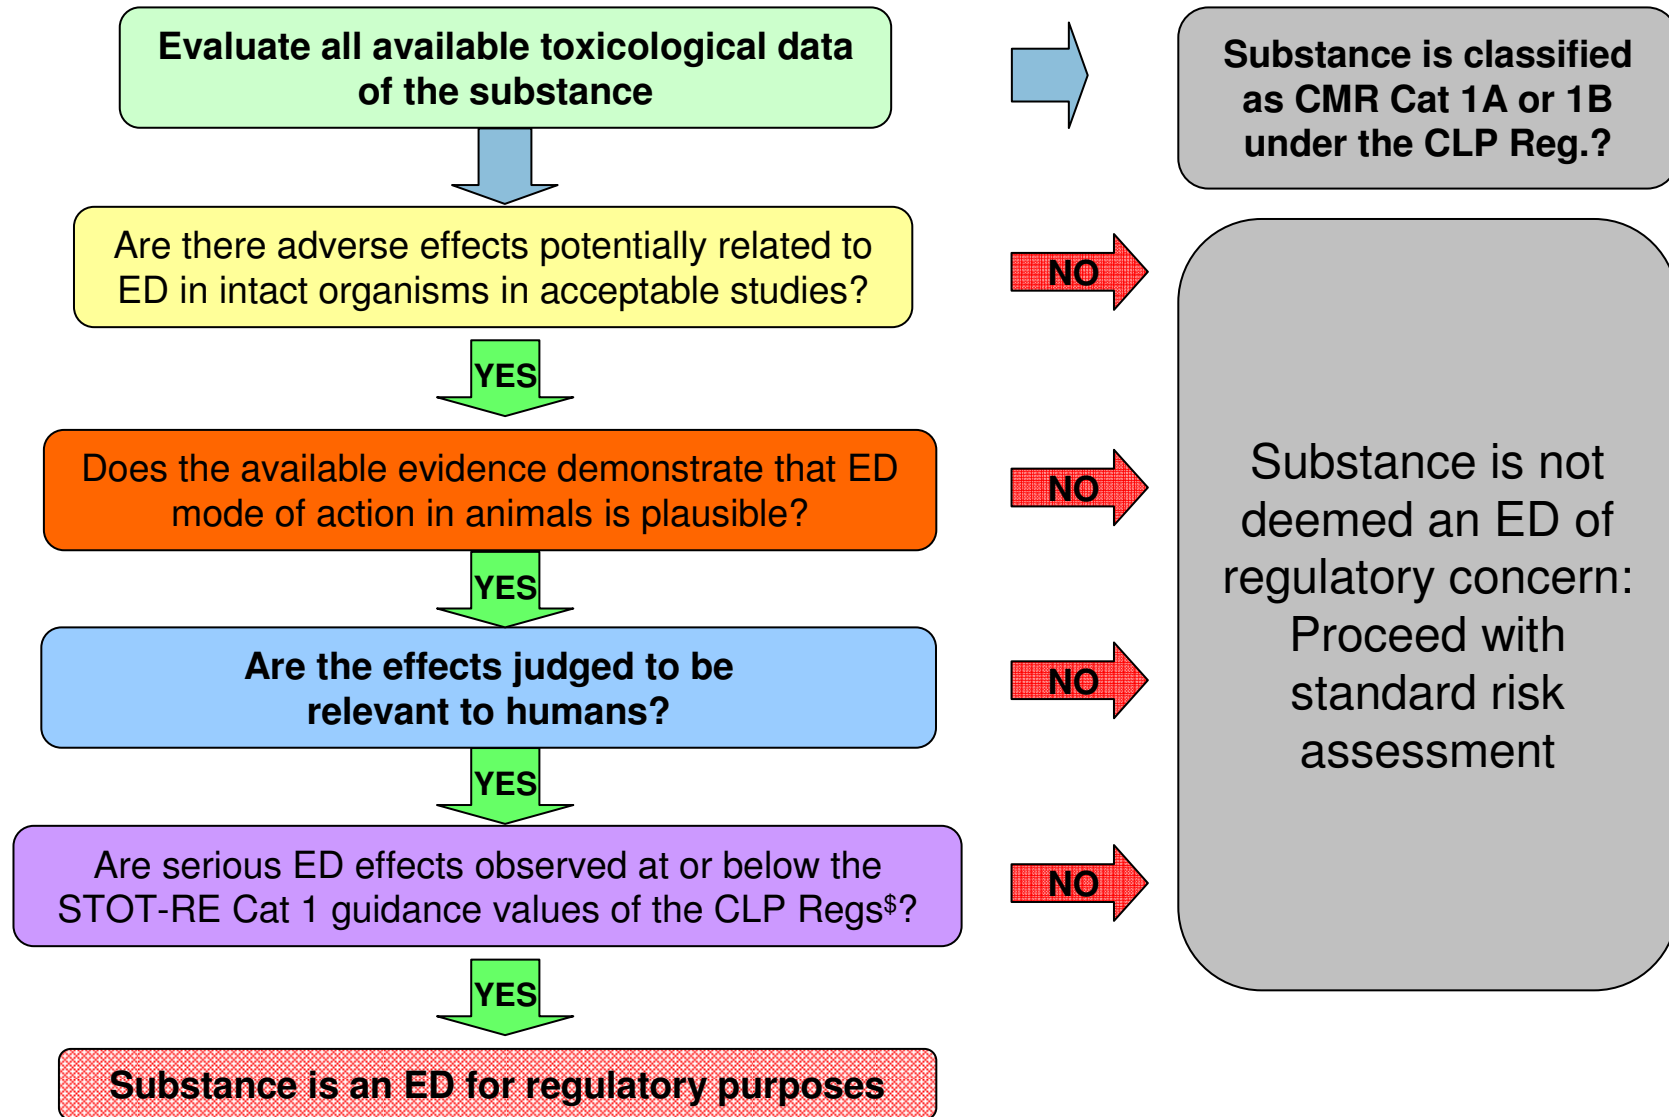 Evaluate all available toxicological data
of the substance
Substance is classified
as CMR Cat 1A or 1B
under the CLP Reg.?
Are there adverse effects potentially related to
ED in intact organisms in acceptable studies?
NO
YES
Does the available evidence demonstrate that ED
mode of action in animals is plausible?
NO
YES
Are the effects judged to be
relevant to humans?
NO
YES
Are serious ED effects observed at or below the
STOT-RE Cat 1 guidance values of the CLP Regs$?
NO
YES
Substance is an ED for regulatory purposes
Substance is not
deemed an ED of
regulatory concern:
Proceed with
standard risk
assessment